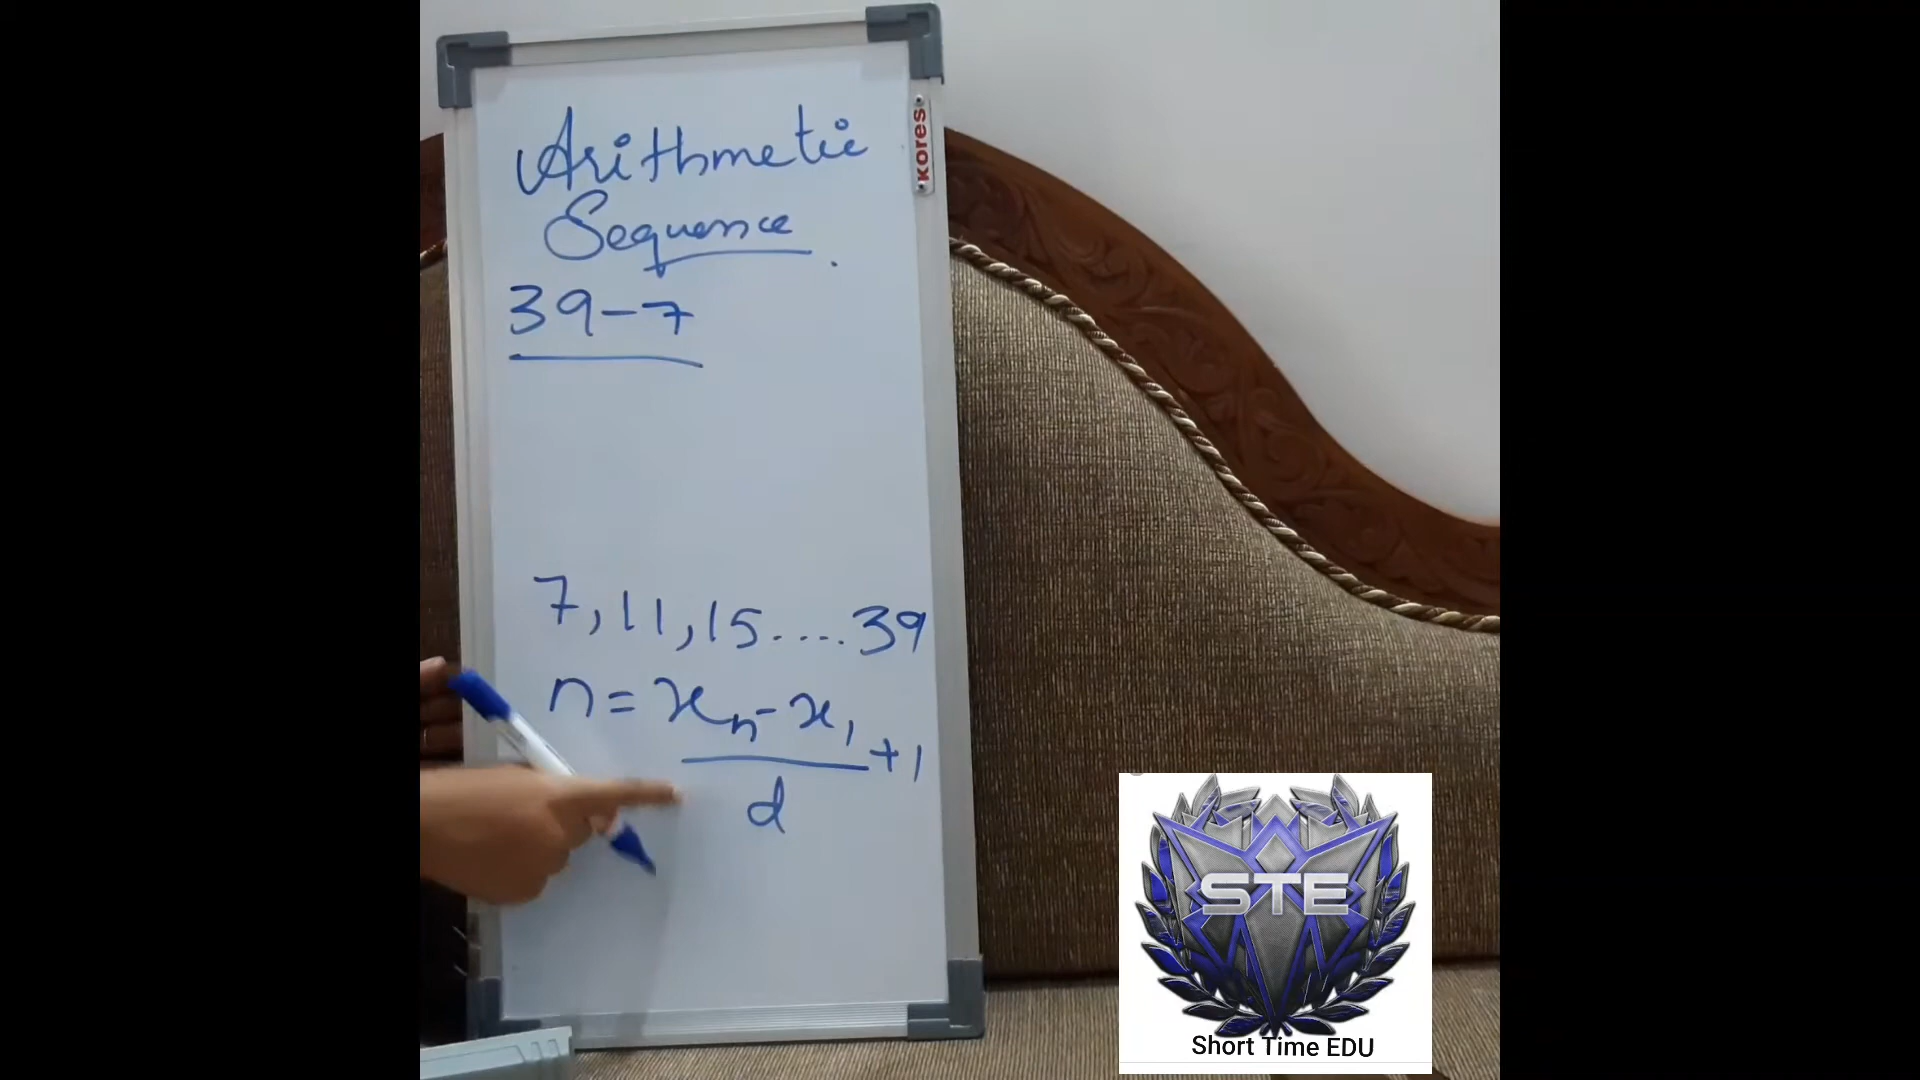 Arithmetic
Sequence
39-7
7,11,15....39
n=xn-x1
+1
d
kores
STE
Short Time EDU